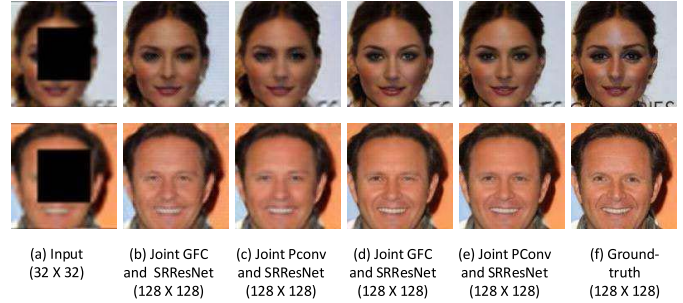 (a) Input
(32 X 32)
(b) Joint GFC
and SRResNet
(128 X 128)
(c) Joint Pconv
and SRResNet
(128 X 128)
(d) Joint GFC
and SRResNet
(128 X 128)
(e) Joint PConv
and SRResNet
(128 X 128)
(f) Ground-
truth
(128 X 128)